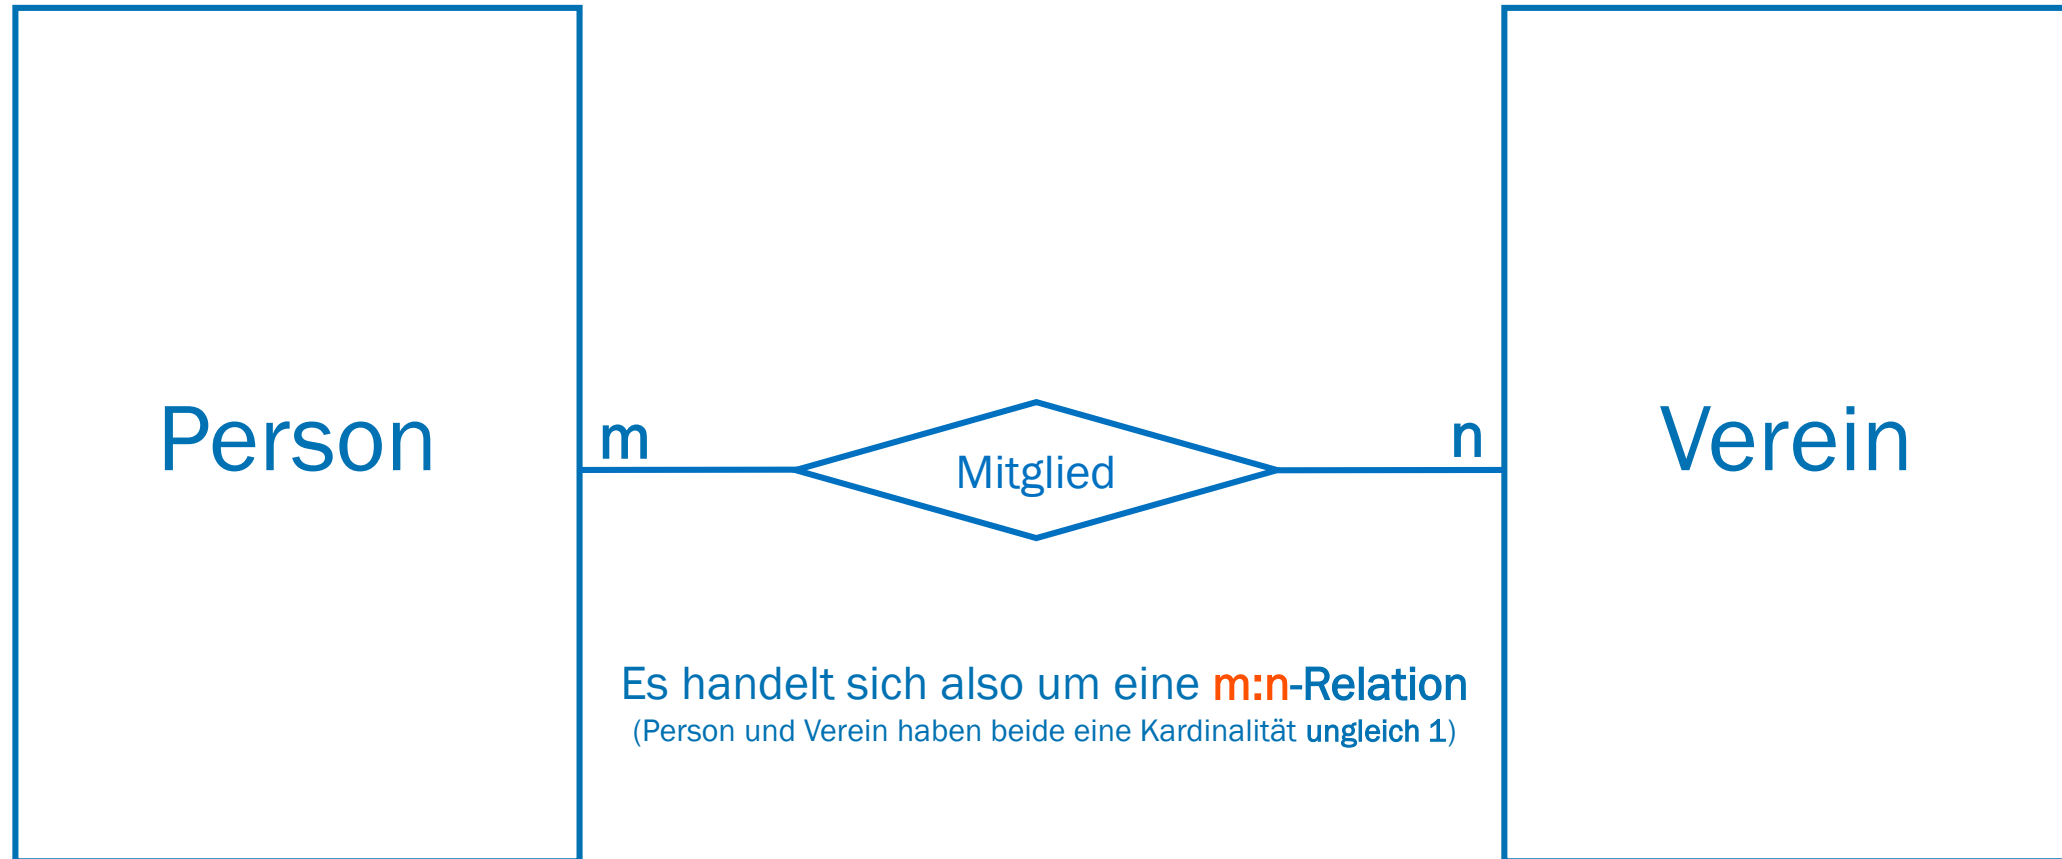 Person
m
Mitglied
n
Verein
Es handelt sich also um eine m:n-Relation
(Person und Verein haben beide eine Kardinalität ungleich 1)